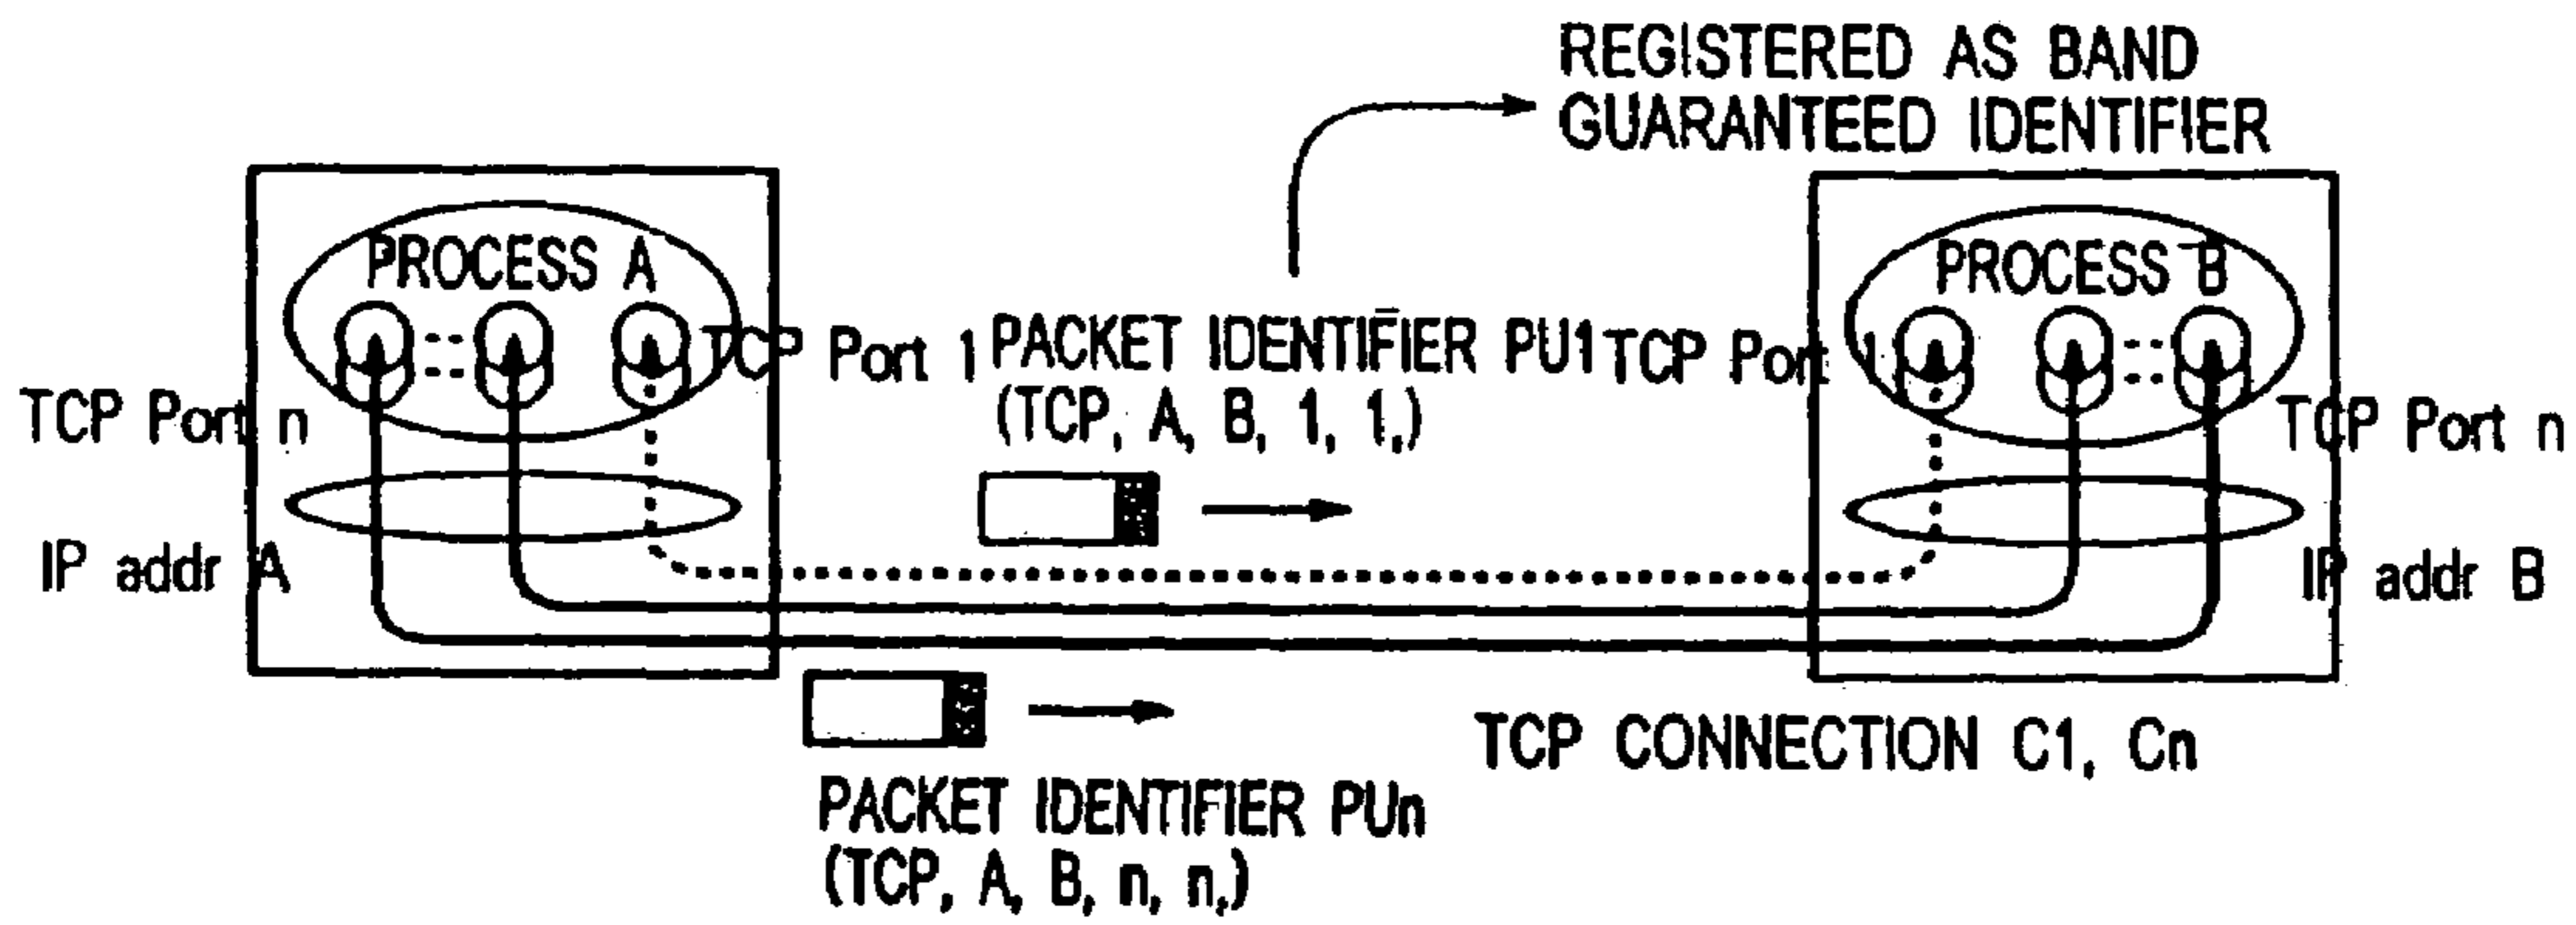 REGISTERED AS BAND
GUARANTEED IDENTIFIER
PROCESS A
PROCESS B
TCP Port 1
PACKET IDENTIFIER PU1
(TCP, A, B, 1, 1,)
TCP Port 1
TCP Port n
TCP Port n
IP addr A
IP addr B
TCP CONNECTION C1, Cn
PACKET IDENTIFIER PUn
(TCP, A, B, n, n,)